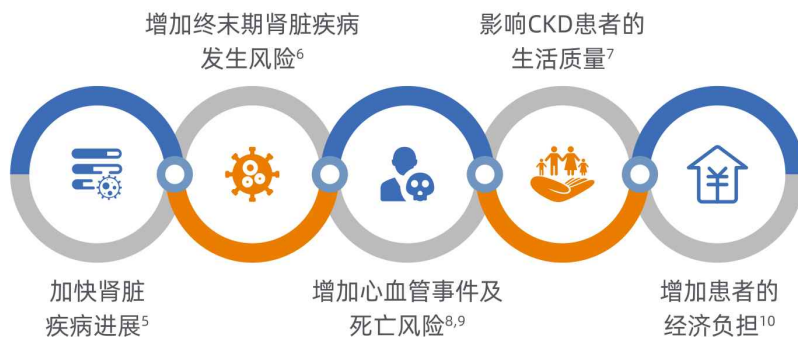 增加终末期肾脏疾病
发生风险⁶
影响CKD患者的
生活质量⁷
加快肾脏
疾病进展⁵
增加心血管事件及
死亡风险⁸,⁹
增加患者的
经济负担¹⁰